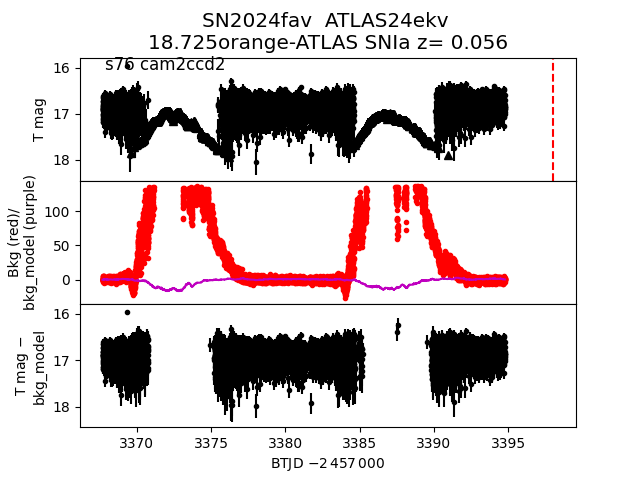 SN2024fav  ATLAS24ekv
18.725orange-ATLAS SNIa z= 0.056
s76 cam2ccd2
16
17
18
T mag
100
50
0
Bkg (red)/
bkg_model (purple)
16
17
18
T mag −
bkg_model
3370 3375 3380 3385 3390 3395
BTJD −2 457 000